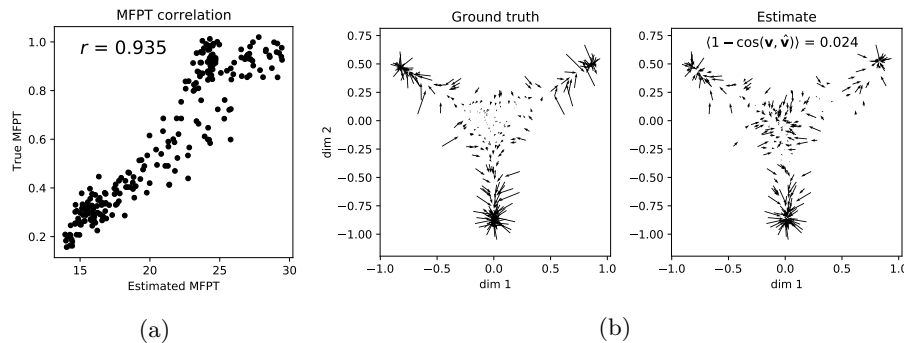 MFPT correlation
r = 0.935
True MFPT
1.0
0.8
0.6
0.4
0.2
15
20
25
30
Estimated MFPT
(a)
Ground truth
dim 2
0.75
0.50
0.25
0.00
−0.25
−0.50
−0.75
−1.00
−1.0
−0.5
0.0
0.5
1.0
dim 1
Estimate
⟨1 − cos(v, v̂)⟩ = 0.024
0.75
0.50
0.25
0.00
−0.25
−0.50
−0.75
−1.00
−1.0
−0.5
0.0
0.5
1.0
dim 1
(b)